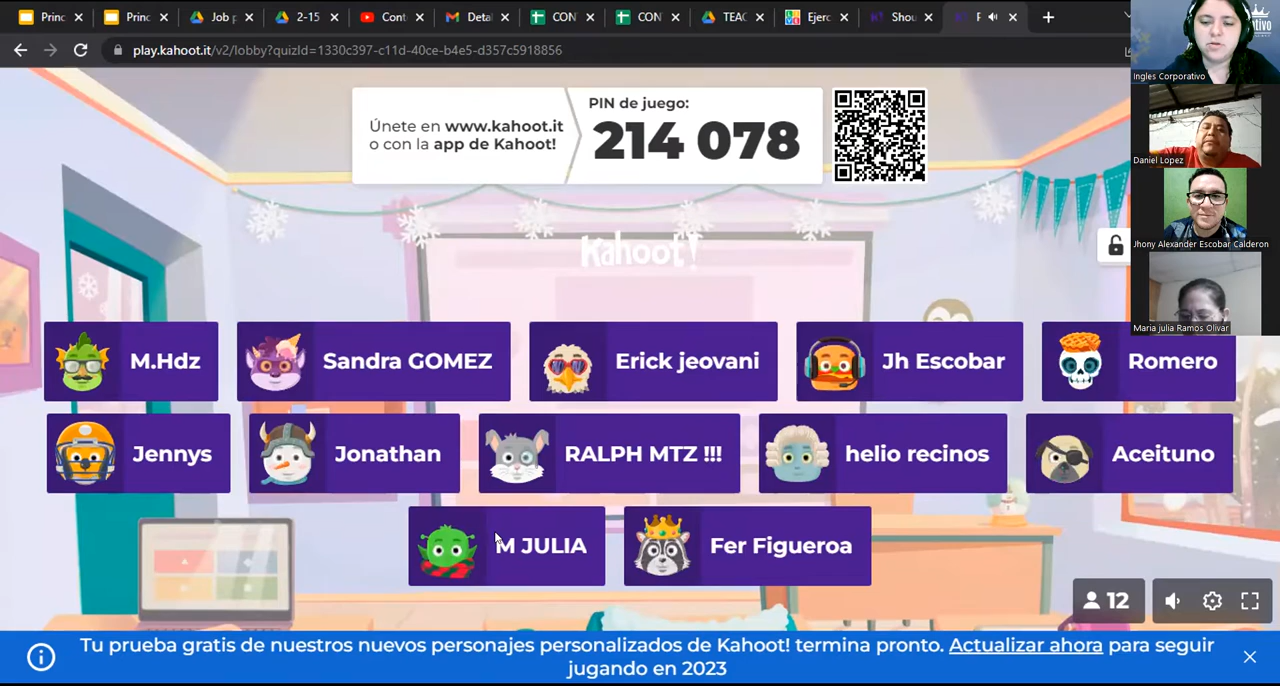 Princ
Princ
Job p
2-15
Cont
Deta
CON
CON
TEAC
Ejerc
Shou
F
play.kahoot.it/v2/lobby?quizId=1330c397-c11d-40ce-b4e5-d357c5918856
Ingles Corporativo
Daniel Lopez
Jhony Alexander Escobar Calderon
Maria julia Ramos Olivar
Únete en www.kahoot.it
o con la app de Kahoot!
PIN de juego:
214 078
Kahoot!
M.Hdz
Sandra GOMEZ
Erick jeovani
Jh Escobar
Romero
Jennys
Jonathan
RALPH MTZ !!!
helio recinos
Aceituno
M JULIA
Fer Figueroa
12
Tu prueba gratis de nuestros nuevos personajes personalizados de Kahoot! termina pronto. Actualizar ahora para seguir
jugando en 2023